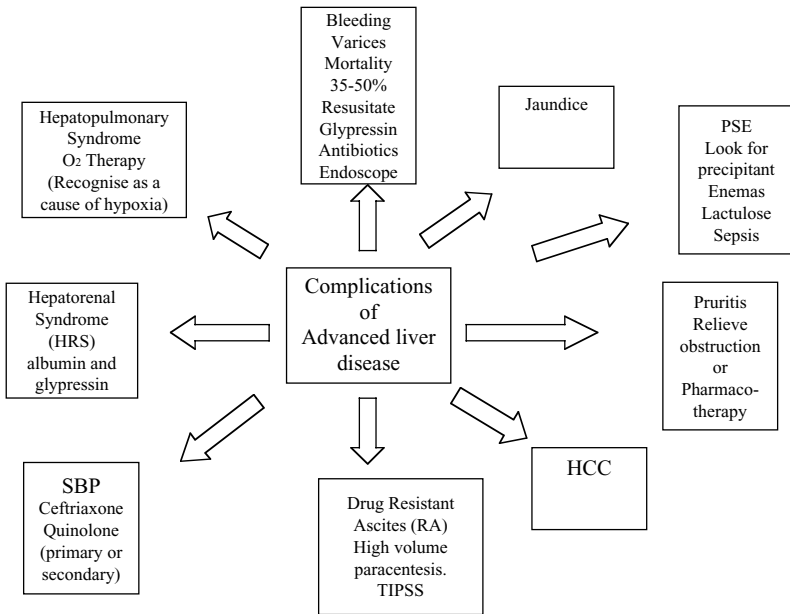 Bleeding
Varices
Mortality
35-50%
Resusitate
Glypressin
Antibiotics
Endoscope
Jaundice
PSE
Look for
precipitant
Enemas
Lactulose
Sepsis
Hepatopulmonary
Syndrome
O2 Therapy
(Recognise as a
cause of hypoxia)
Complications
of
Advanced liver
disease
Hepatorenal
Syndrome
(HRS)
albumin and
glypressin
Pruritis
Relieve
obstruction
or
Pharmaco-
therapy
SBP
Ceftriaxone
Quinolone
(primary or
secondary)
Drug Resistant
Ascites (RA)
High volume
paracentesis.
TIPSS
HCC